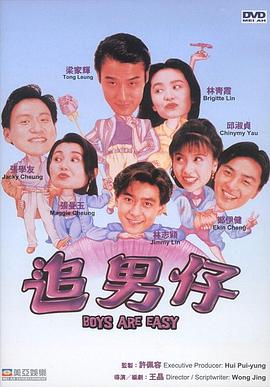 DVD
MEI AH
梁家輝
Tong Leung
林青霞
Brigitte Lin
邱淑貞
Chinymy Yau
張學友
Jacky Cheung
張曼玉
Maggie Cheung
林志穎
Jimmy Lin
鄭伊健
Ekin Cheng
追男仔
BOYS ARE EASY
美亞娛樂
監製：許佩容 Executive Producer: Hui Pui-yung
導演／編劇：王晶 Director / Scriptwriter: Wong Jing